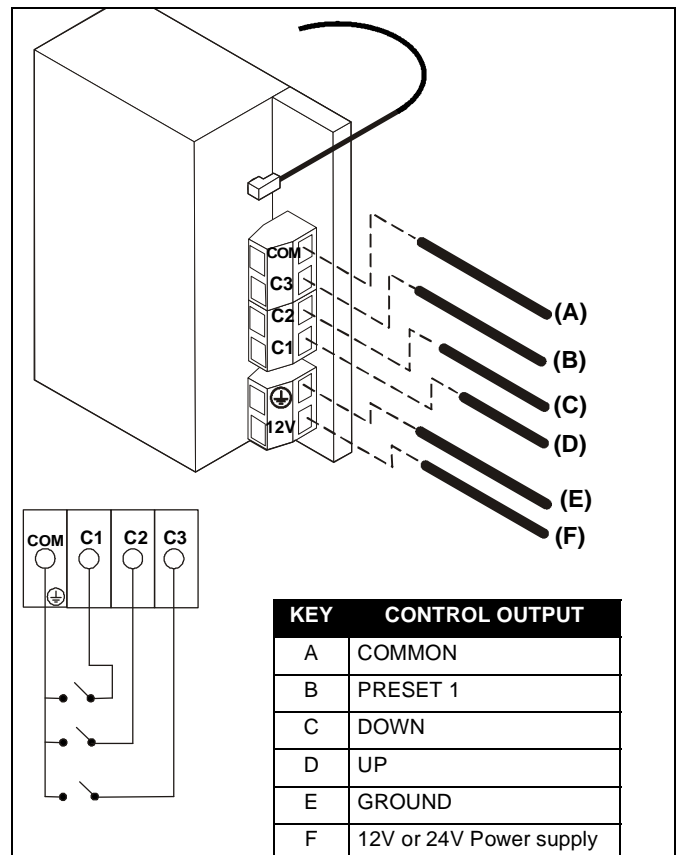 COM
C3
C2
C1
12V
(A)
(B)
(C)
(D)
(E)
(F)
COM C1 C2 C3
KEY CONTROL OUTPUT
A COMMON
B PRESET 1
C DOWN
D UP
E GROUND
F 12V or 24V Power supply